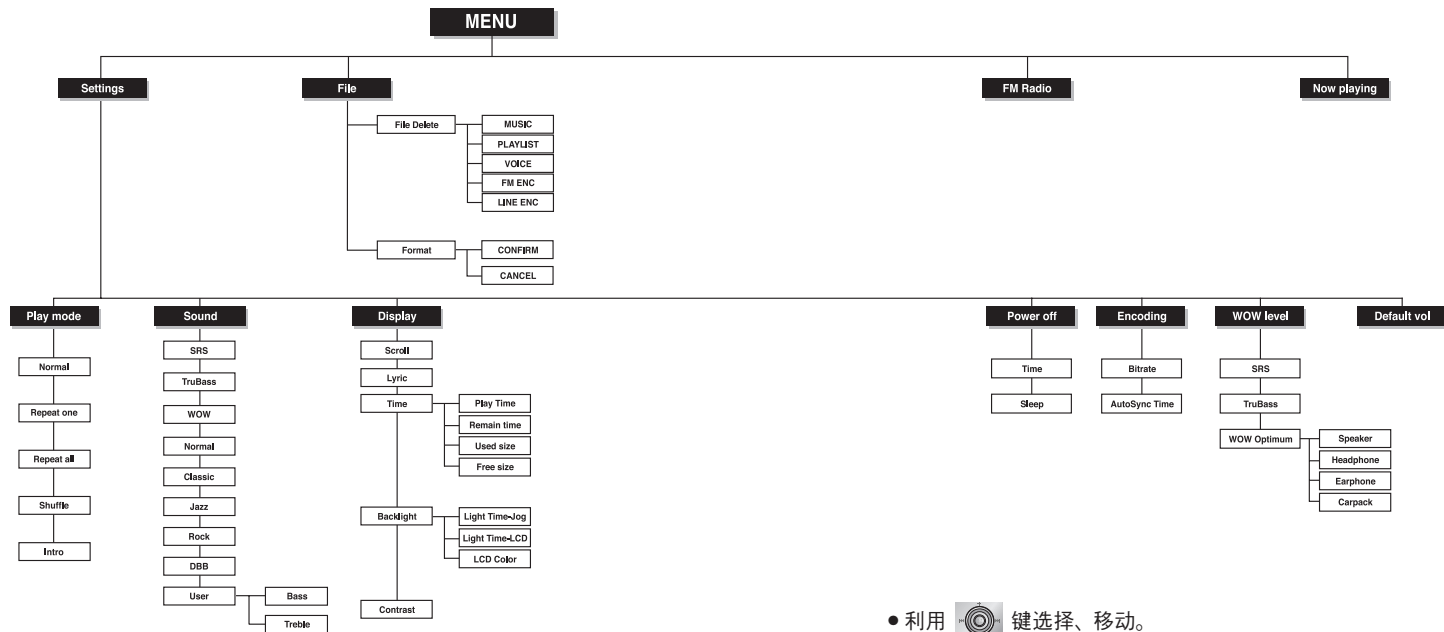 MENU
Settings
File
FM Radio
Now playing
File Delete
MUSIC
PLAYLIST
VOICE
FM ENC
LINE ENC
Format
CONFIRM
CANCEL
Play mode
Normal
Repeat one
Repeat all
Shuffle
Intro
Sound
SRS
TruBass
WOW
Normal
Classic
Jazz
Rock
DBB
User
Bass
Treble
Display
Scroll
Lyric
Time
Play Time
Remain time
Used size
Free size
Backlight
Light Time-Jog
Light Time-LCD
LCD Color
Contrast
Power off
Time
Sleep
Encoding
Bitrate
AutoSync Time
WOW level
SRS
TruBass
WOW Optimum
Speaker
Headphone
Earphone
Carpack
Default vol
● 利用 键选择、移动。